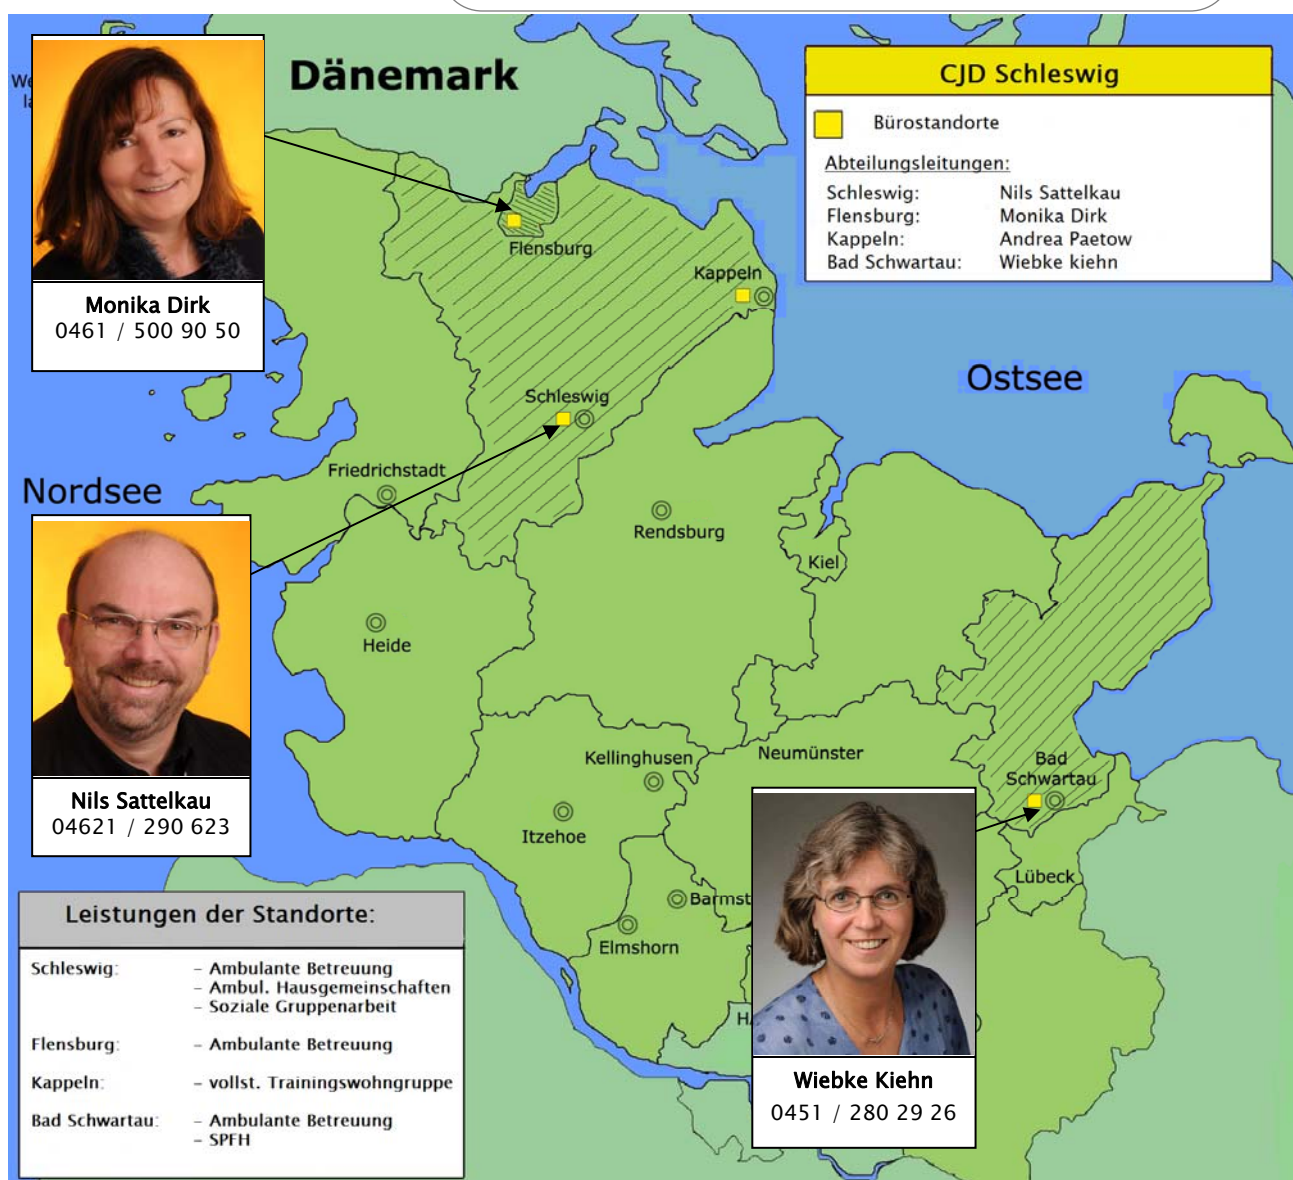 Dänemark
We
la
Monika Dirk
0461 / 500 90 50
CJD Schleswig
Bürostandorte
Abteilungsleitungen:
Schleswig: Nils Sattelkau
Flensburg: Monika Dirk
Kappeln: Andrea Paetow
Bad Schwartau: Wiebke kiehn
Flensburg
Kappeln
Schleswig
Ostsee
Friedrichstadt
Nordsee
Rendsburg
Kiel
Heide
Nils Sattelkau
04621 / 290 623
Kellinghusen
Neumünster
Bad
Schwartau
Itzehoe
Lübeck
Barmst
Elmshorn
Wiebke Kiehn
0451 / 280 29 26
Leistungen der Standorte:
Schleswig: – Ambulante Betreuung
– Ambul. Hausgemeinschaften
– Soziale Gruppenarbeit
Flensburg: – Ambulante Betreuung
Kappeln: – vollst. Trainingswohngruppe
Bad Schwartau: – Ambulante Betreuung
– SPFH